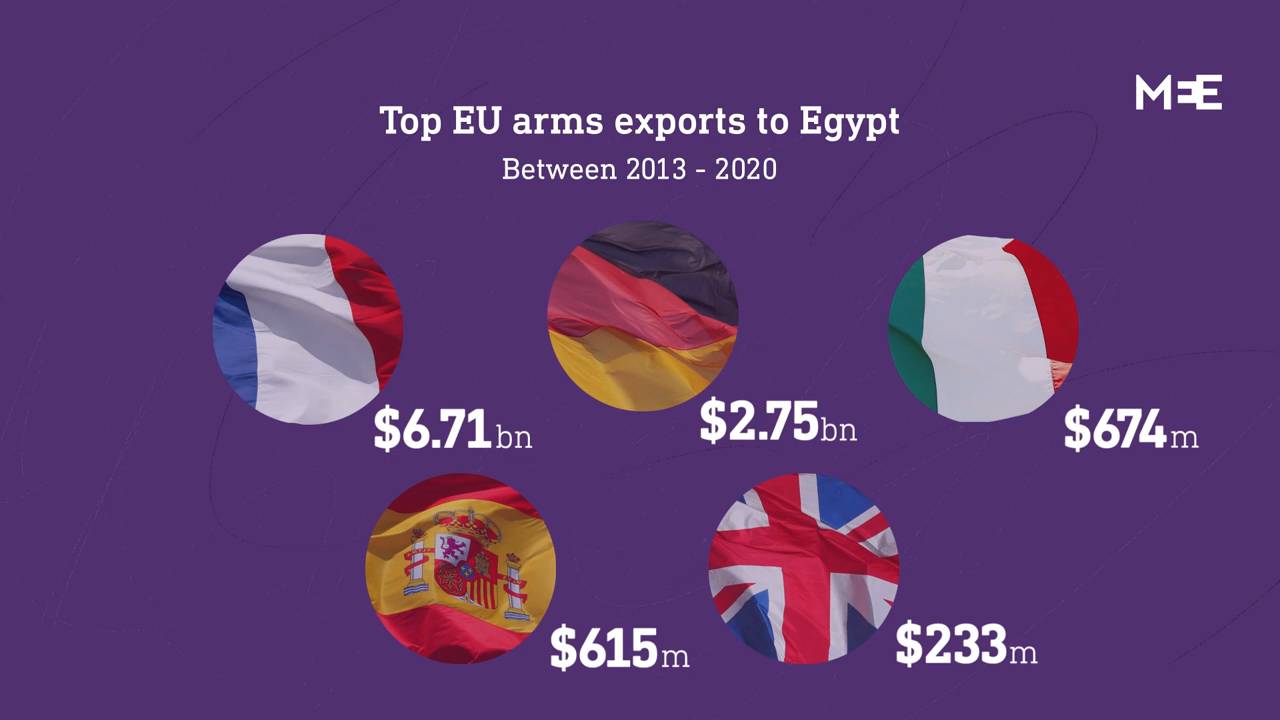 MEE
Top EU arms exports to Egypt
Between 2013 - 2020
$6.71bn
$2.75bn
$674m
$615m
$233m